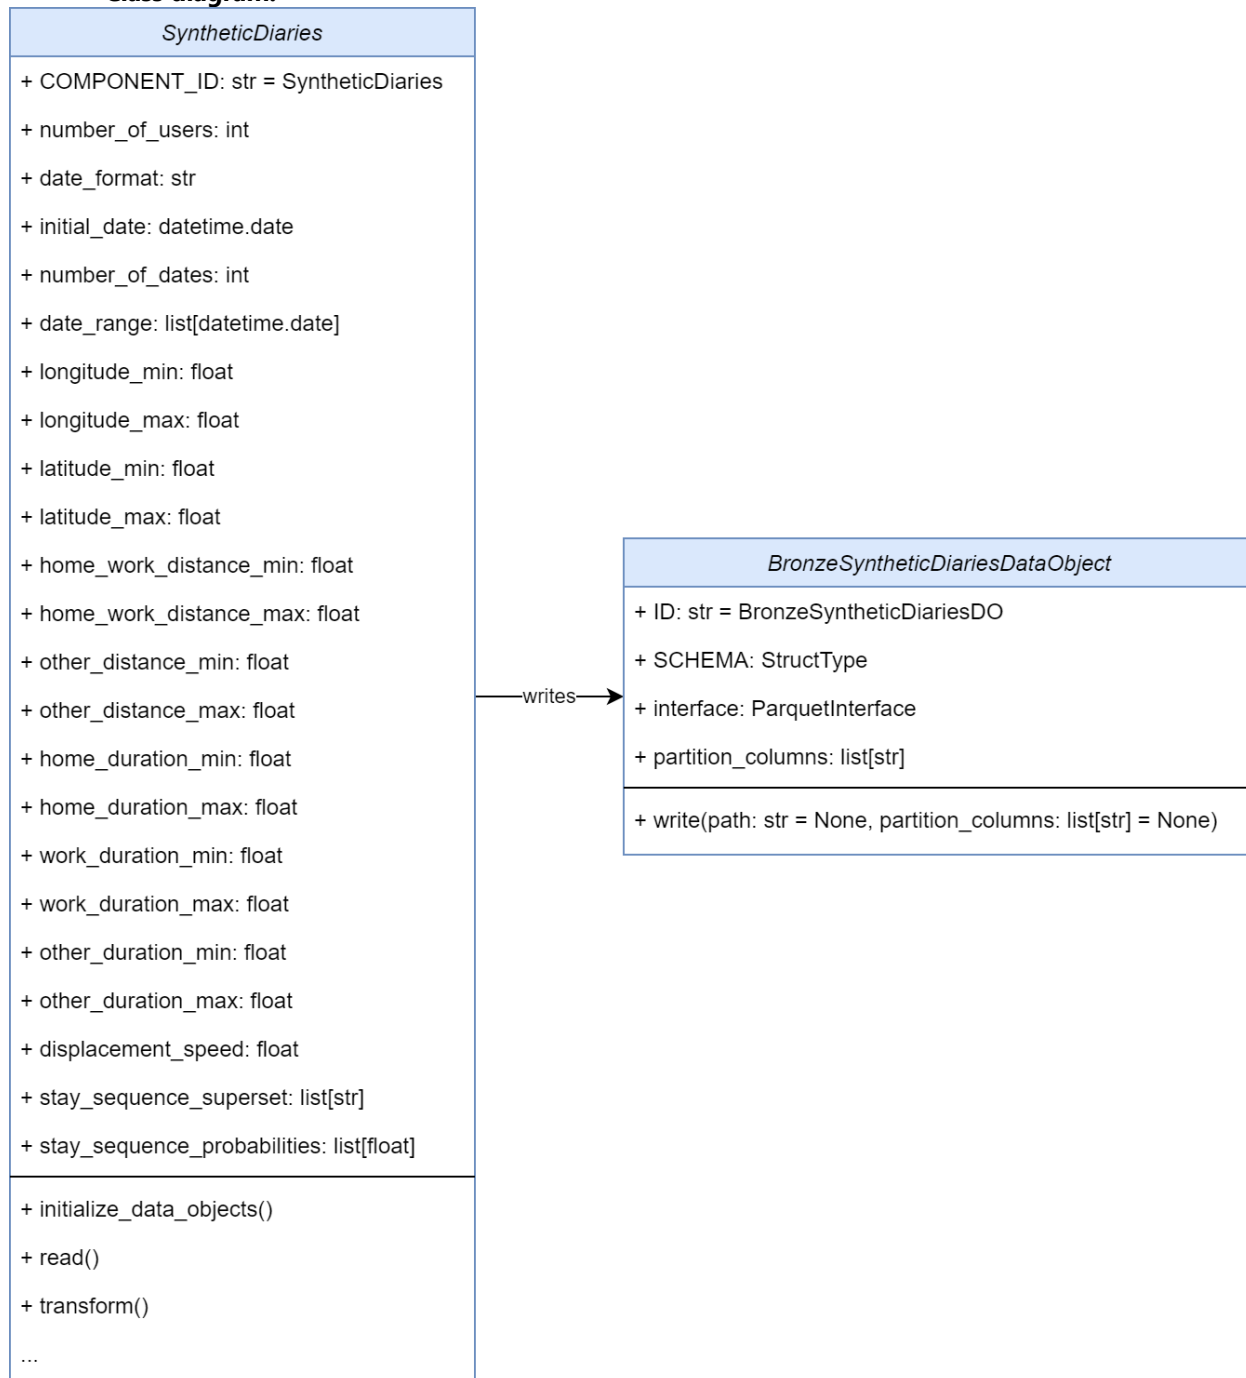 Class diagram:
SyntheticDiaries
+ COMPONENT_ID: str = SyntheticDiaries
+ number_of_users: int
+ date_format: str
+ initial_date: datetime.date
+ number_of_dates: int
+ date_range: list[datetime.date]
+ longitude_min: float
+ longitude_max: float
+ latitude_min: float
+ latitude_max: float
+ home_work_distance_min: float
+ home_work_distance_max: float
+ other_distance_min: float
+ other_distance_max: float
+ home_duration_min: float
+ home_duration_max: float
+ work_duration_min: float
+ work_duration_max: float
+ other_duration_min: float
+ other_duration_max: float
+ displacement_speed: float
+ stay_sequence_superset: list[str]
+ stay_sequence_probabilities: list[float]
+ initialize_data_objects()
+ read()
+ transform()
...
writes
BronzeSyntheticDiariesDataObject
+ ID: str = BronzeSyntheticDiariesDO
+ SCHEMA: StructType
+ interface: ParquetInterface
+ partition_columns: list[str]
+ write(path: str = None, partition_columns: list[str] = None)